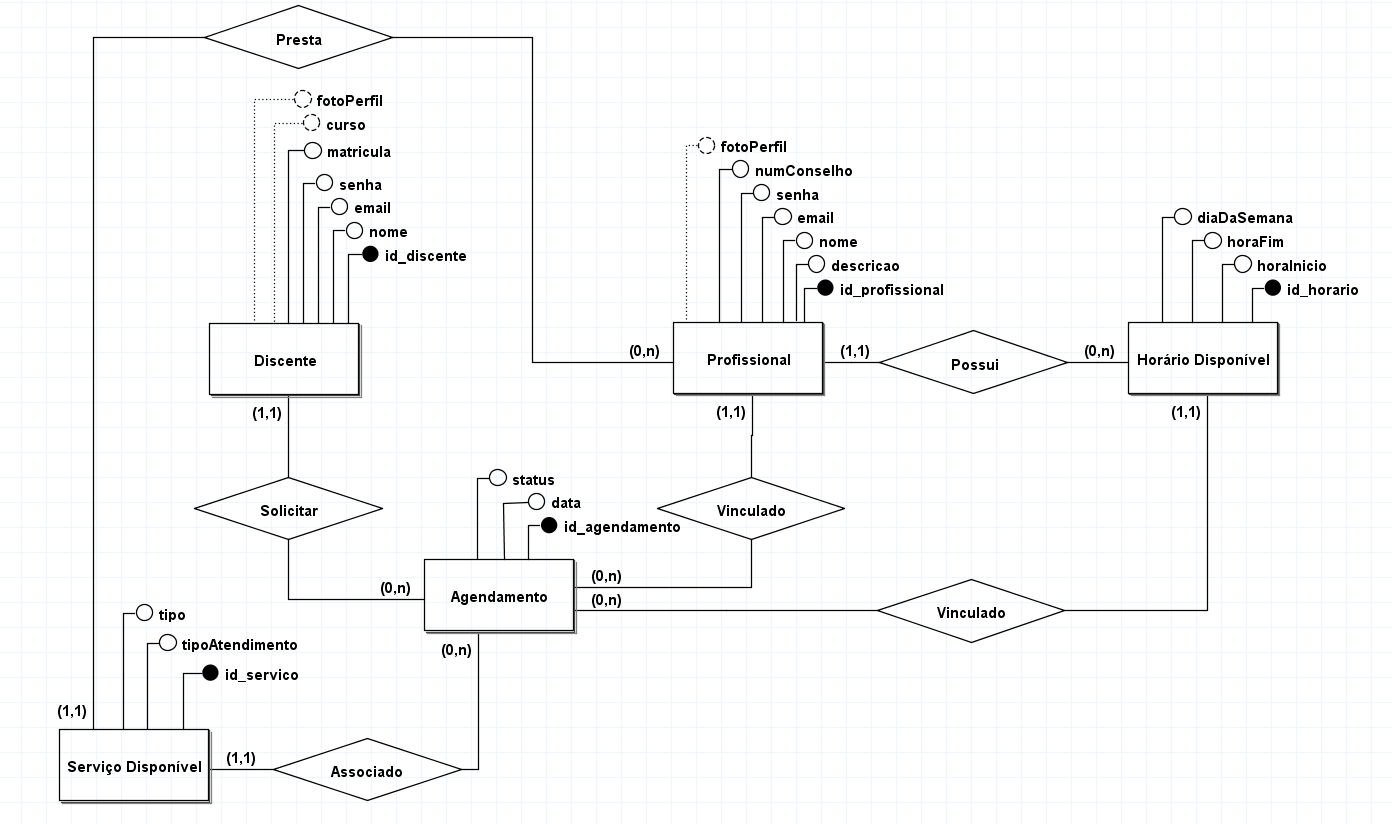 Presta
fotoPerfil
curso
matricula
senha
email
nome
id_discente
Discente
(1,1)
fotoPerfil
numConselho
senha
email
nome
descricao
id_profissional
(0,n)
Profissional
(1,1)
Possui
(0,n)
diaDaSemana
horaFim
horaInicio
id_horario
Horário Disponível
(1,1)
(1,1)
Solicitar
Vinculado
status
data
id_agendamento
(0,n)
Agendamento
(0,n)
(0,n)
Vinculado
(0,n)
tipo
tipoAtendimento
id_servico
(1,1)
Serviço Disponível
(1,1)
Associado